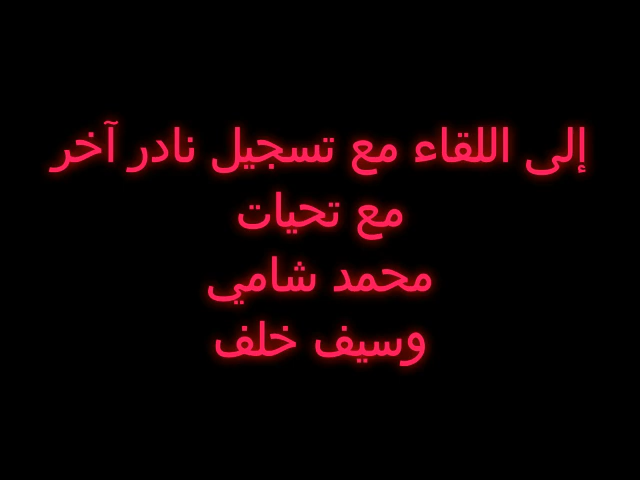 إلى اللقاء مع تسجيل نادر آخر
مع تحيات
محمد شامي
وسيف خلف